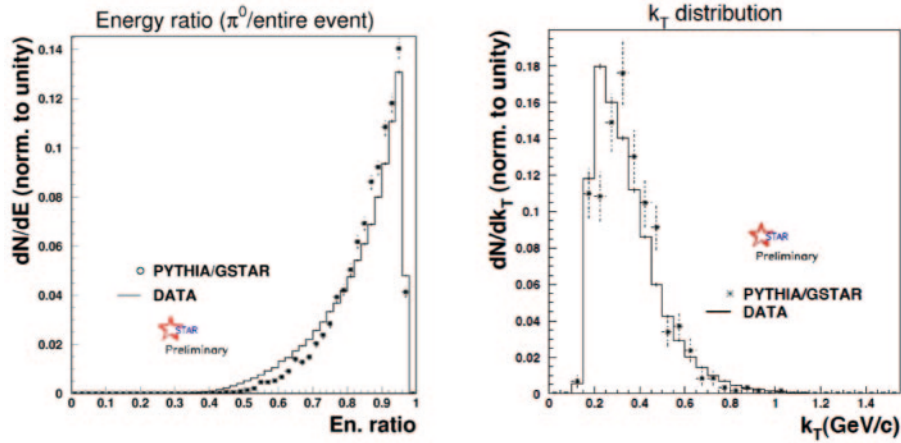 Energy ratio (π⁰/entire event)
dN/dE (norm. to unity)
0.14
0.12
0.1
0.08
0.06
0.04
0.02
0
PYTHIA/GSTAR
DATA
STAR
Preliminary
0 0.1 0.2 0.3 0.4 0.5 0.6 0.7 0.8 0.9 1
En. ratio
k_T distribution
dN/dk_T (norm. to unity)
0.18
0.16
0.14
0.12
0.1
0.08
0.06
0.04
0.02
0
STAR
Preliminary
PYTHIA/GSTAR
DATA
0 0.2 0.4 0.6 0.8 1 1.2 1.4
k_T(GeV/c)